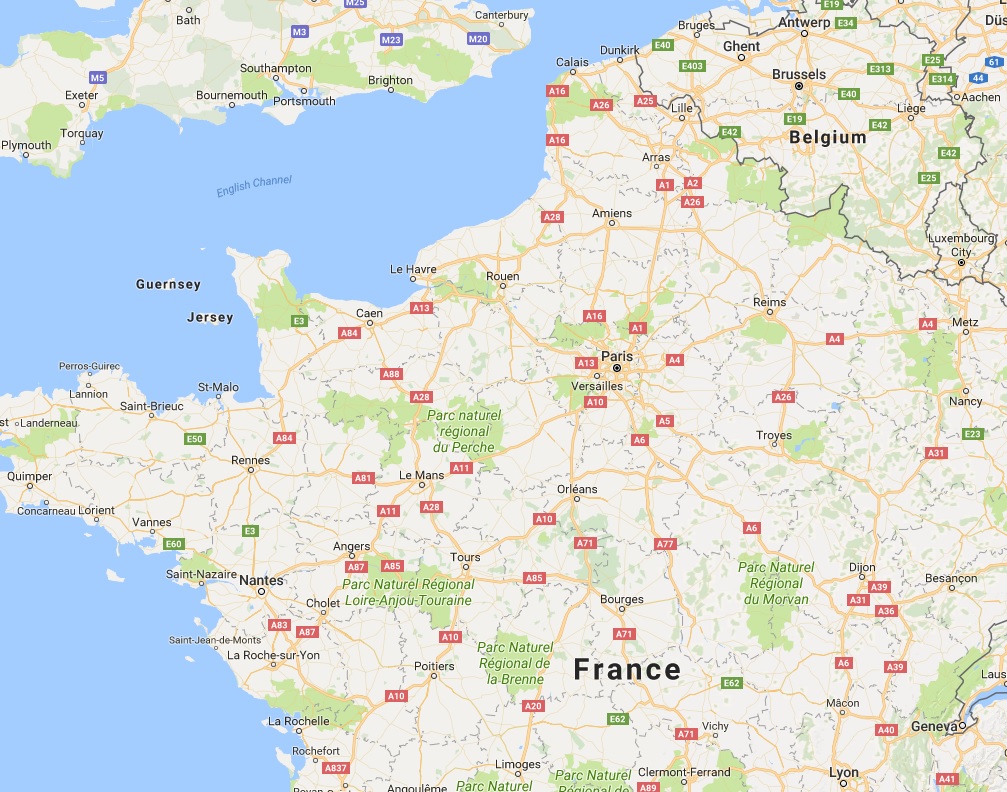 M25
E19
Canterbury
Bath
Bruges
Antwerp
E34
Düs
M3
M23
M20
E40
Ghent
Dunkirk
E25
61
Calais
E403
E313
Southampton
Brussels
E314
44
M5
Brighton
A16
E40
Aachen
Exeter
Bournemouth
Portsmouth
A26
A25
Lille
Liège
E19
E42
E42
Torquay
Belgium
Plymouth
A16
E42
Arras
E25
English Channel
A1
A2
A26
A28
Amiens
Luxembourg
City
Le Havre
Rouen
Guernsey
A13
Reims
Jersey
E3
Caen
A16
A4
Metz
A84
A1
A4
Paris
A13
A4
Perros-Guirec
A88
Versailles
Lannion
St-Malo
A28
A10
A26
Nancy
Saint-Brieuc
Parc naturel
régional
du Perche
st
Landerneau
A5
E50
A84
A6
Troyes
E23
A31
Rennes
A11
Quimper
A81
Le Mans
Orléans
Concarneau
Lorient
A11
A28
Vannes
A10
A6
E3
E60
Angers
A71
A77
Tours
Parc Naturel
Régional
du Morvan
A87
A85
Dijon
Saint-Nazaire
Nantes
Parc Naturel Régional
Loire-Anjou-Touraine
A85
Besançon
A39
A31
A36
Cholet
Bourges
A83
A87
A10
A71
Saint-Jean-de-Monts
La Roche-sur-Yon
Parc Naturel
Régional de
la Brenne
Poitiers
France
A6
A39
Laus
E62
A10
A20
Mâcon
La Rochelle
E62
Vichy
Geneva
A71
A40
Rochefort
A837
Limoges
Clermont-Ferrand
Lyon
A41
Royan
Angoulême
Parc Naturel
Parc Naturel
Régional de
A89